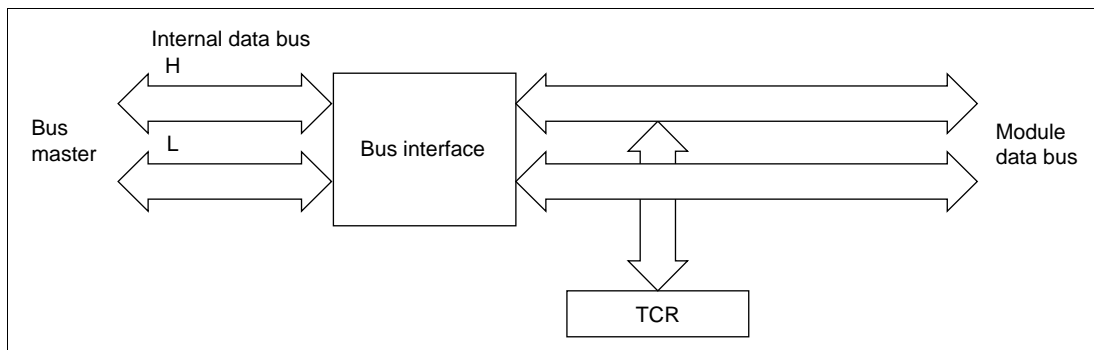 Internal data bus
H
Bus
master
L
Bus interface
Module
data bus
TCR